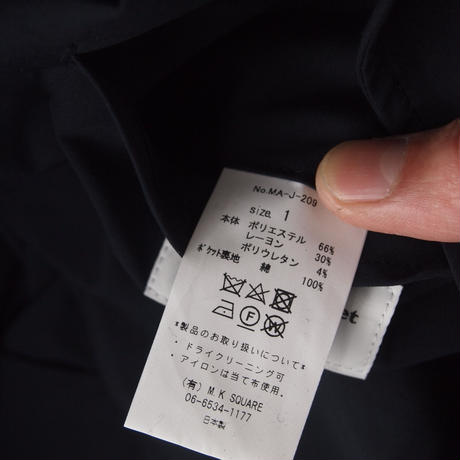 No.MA-J-209
size. 1
本体 ポリエステル 66%
レーヨン 30%
ポリウレタン 4%
ポケット裏地 綿 100%
*製品のお取り扱いについて*
・ドライクリーニング可
・アイロンは当て布使用.
(有) M K SQUARE
06-6534-1177
日本製